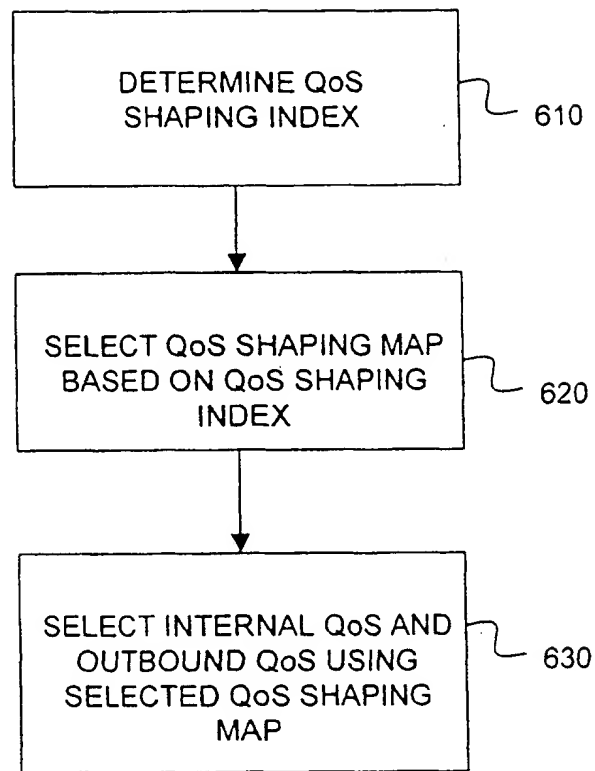 DETERMINE QoS
SHAPING INDEX
610
SELECT QoS SHAPING MAP
BASED ON QoS SHAPING
INDEX
620
SELECT INTERNAL QoS AND
OUTBOUND QoS USING
SELECTED QoS SHAPING
MAP
630